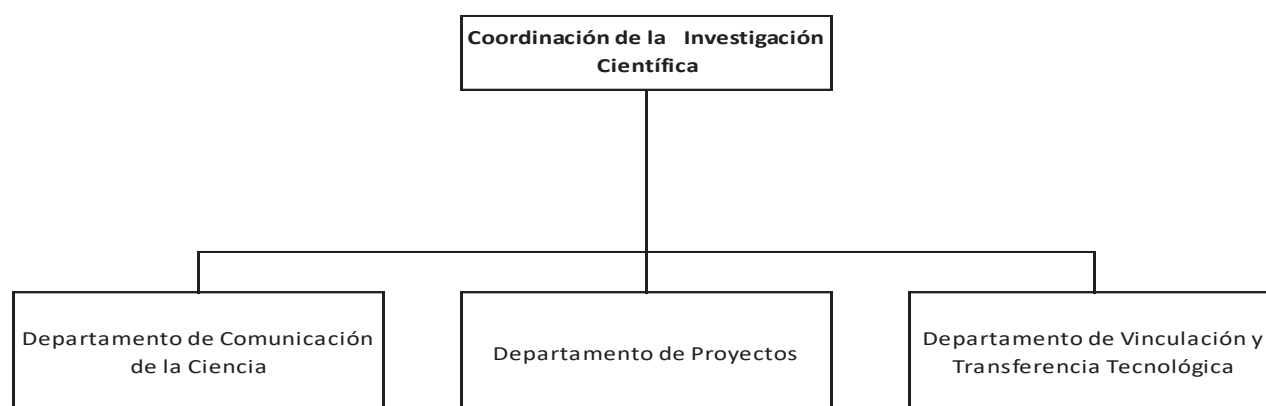 Coordinación de la Investigación
Científica
Departamento de Comunicación
de la Ciencia
Departamento de Proyectos
Departamento de Vinculación y
Transferencia Tecnológica